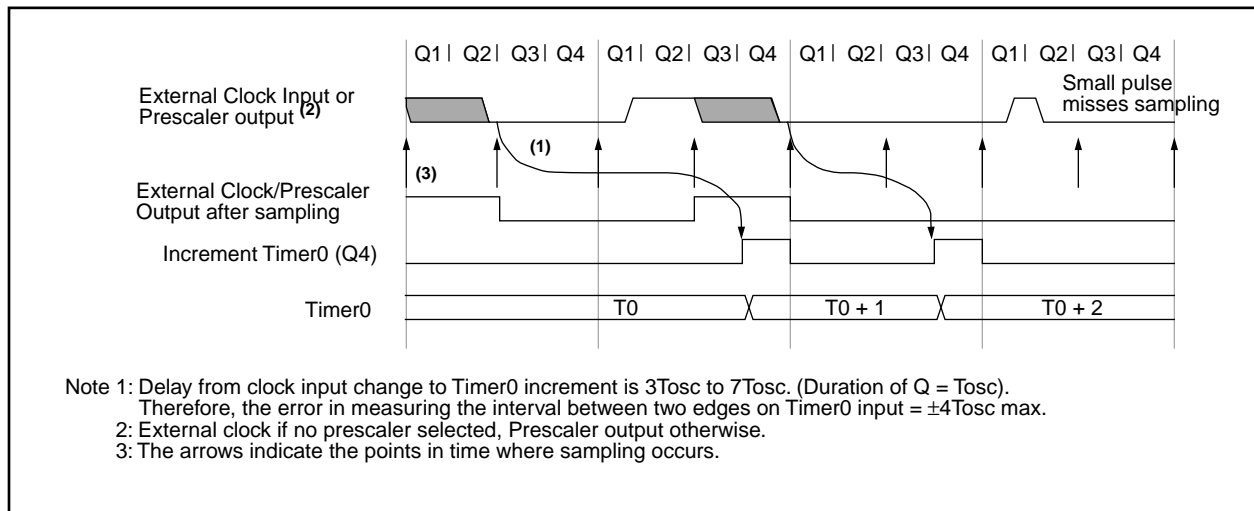 Q1| Q2| Q3| Q4 Q1| Q2| Q3| Q4 Q1| Q2| Q3| Q4 Q1| Q2| Q3| Q4
External Clock Input or
Prescaler output (2)
Small pulse
misses sampling
(1)
(3)
External Clock/Prescaler
Output after sampling
Increment Timer0 (Q4)
Timer0 T0 T0 + 1 T0 + 2
Note 1: Delay from clock input change to Timer0 increment is 3Tosc to 7Tosc. (Duration of Q = Tosc).
Therefore, the error in measuring the interval between two edges on Timer0 input = ±4Tosc max.
2: External clock if no prescaler selected, Prescaler output otherwise.
3: The arrows indicate the points in time where sampling occurs.